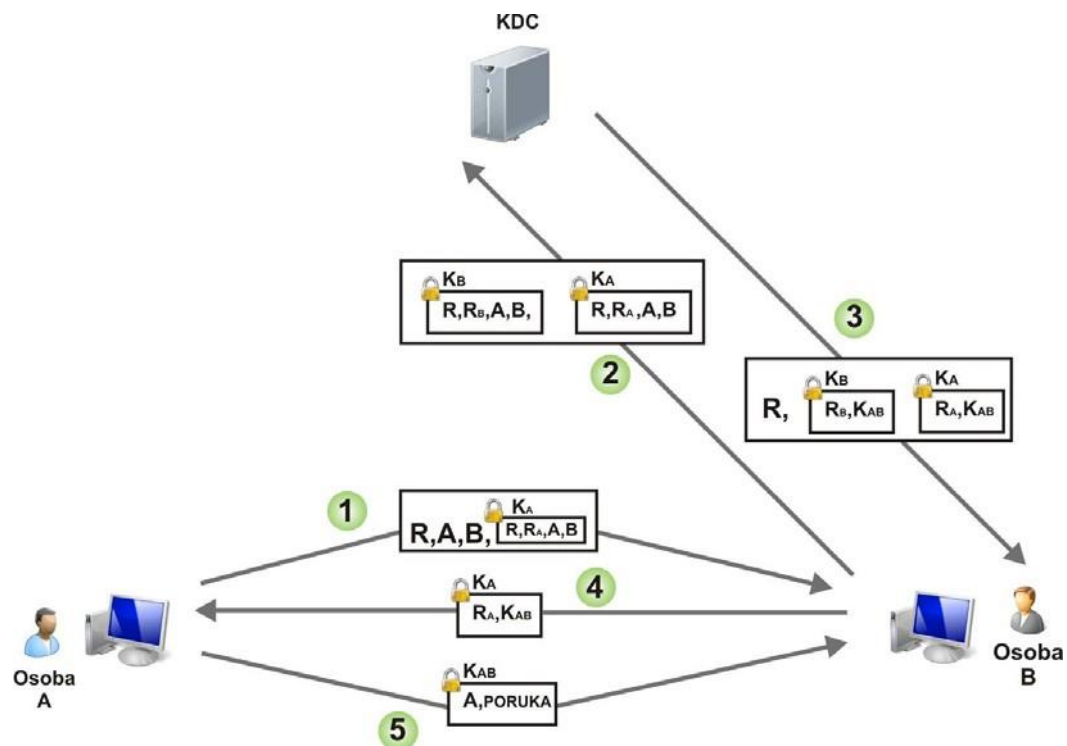 KDC
KB
R,RB,A,B,
KA
R,RA,A,B
2
3
R,
KB
RB,KAB
KA
RA,KAB
1
R,A,B,
KA
R,RA,A,B
KA
RA,KAB
4
KAB
A,PORUKA
5
Osoba
A
Osoba
B